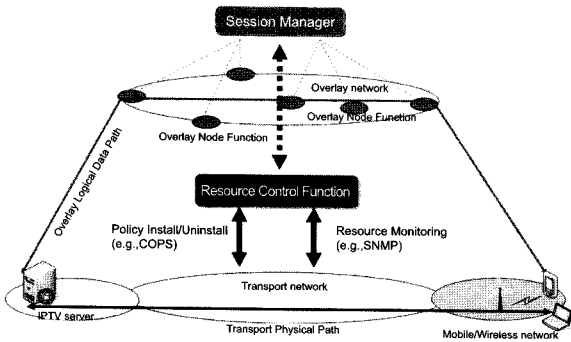 Session Manager
Overlay network
Overlay Node Function
Overlay Node Function
Overlay Logical Data Path
Resource Control Function
Policy Install/Uninstall
(e.g.,COPS)
Resource Monitoring
(e.g.,SNMP)
Transport network
IPTV server
Transport Physical Path
Mobile/Wireless network